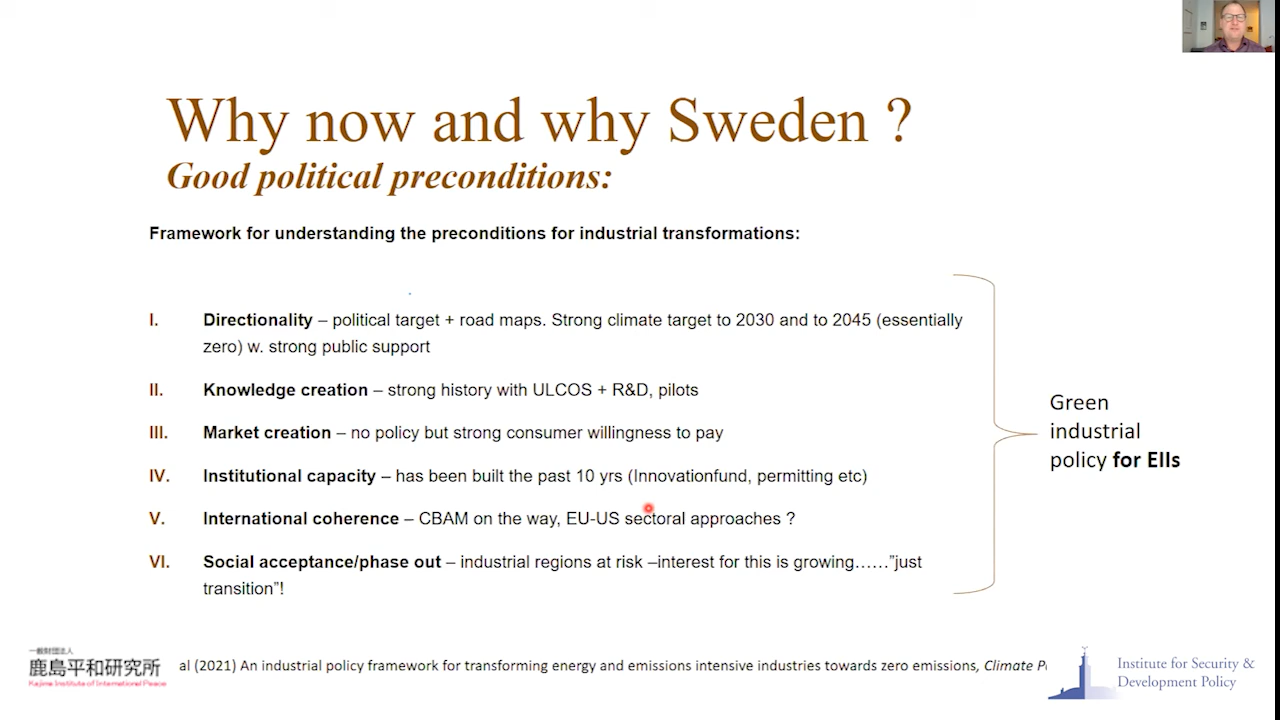 Why now and why Sweden ?
Good political preconditions:
Framework for understanding the preconditions for industrial transformations:
I. Directionality – political target + road maps. Strong climate target to 2030 and to 2045 (essentially
zero) w. strong public support
II. Knowledge creation – strong history with ULCOS + R&D, pilots
III. Market creation – no policy but strong consumer willingness to pay
IV. Institutional capacity – has been built the past 10 yrs (Innovationfund, permitting etc)
V. International coherence – CBAM on the way, EU-US sectoral approaches ?
VI. Social acceptance/phase out – industrial regions at risk –interest for this is growing……”just
transition”!
Green
industrial
policy for EIIs
一般財団法人
鹿島平和研究所
Kajima Institute of International Peace
al (2021) An industrial policy framework for transforming energy and emissions intensive industries towards zero emissions, Climate
Institute for Security &
Development Policy